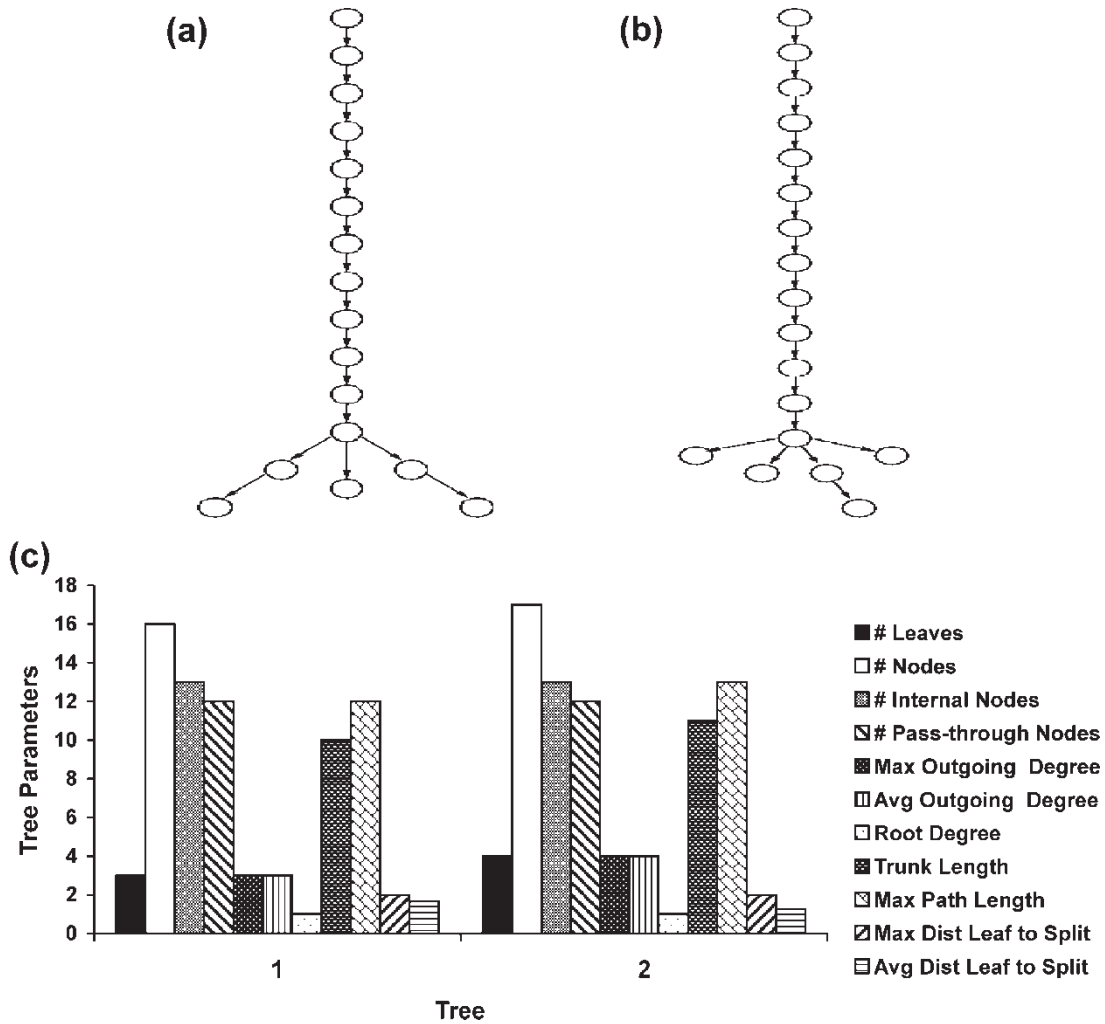 (a)
(b)
(c)
Tree Parameters
18
16
14
12
10
8
6
4
2
0
1
2
Tree
# Leaves
# Nodes
# Internal Nodes
# Pass-through Nodes
Max Outgoing Degree
Avg Outgoing Degree
Root Degree
Trunk Length
Max Path Length
Max Dist Leaf to Split
Avg Dist Leaf to Split